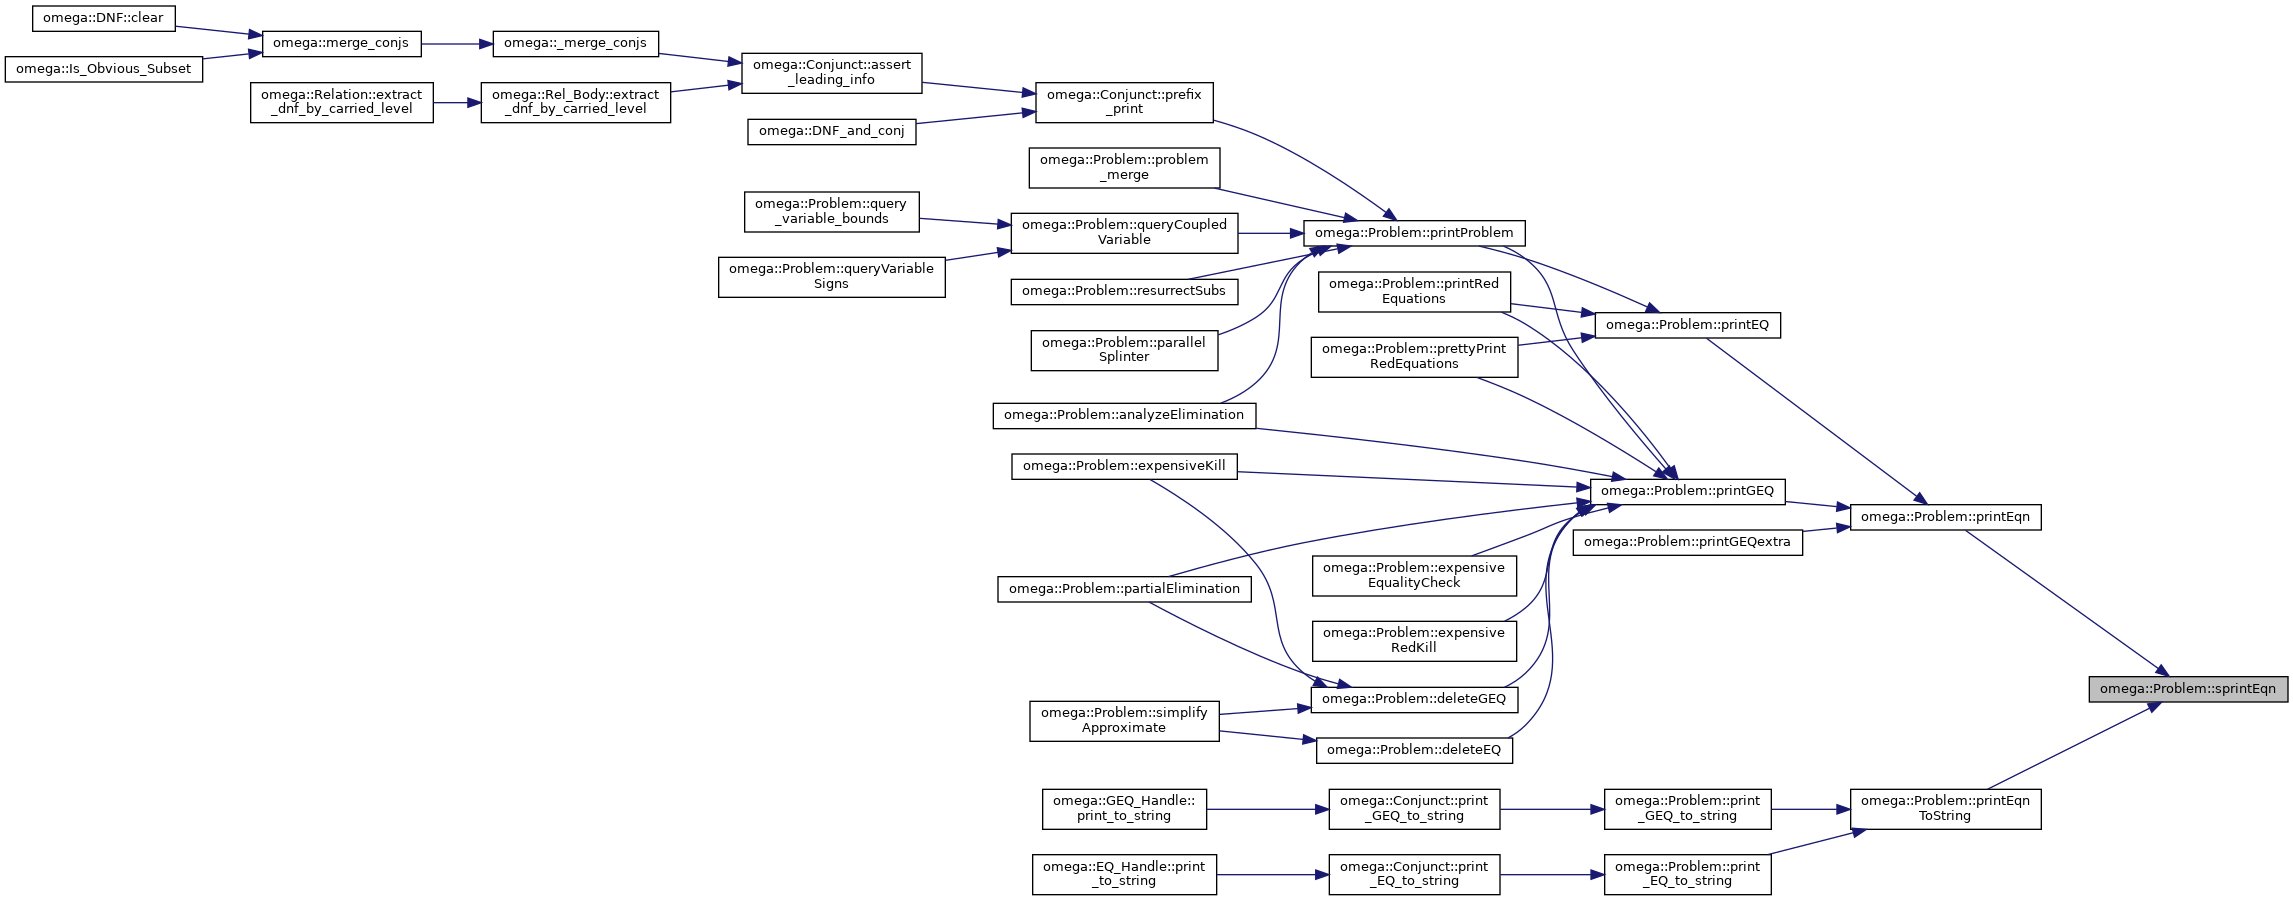 omega::DNF::clear
omega::Is_Obvious_Subset
omega::merge_conjs
omega::Relation::extract
_dnf_by_carried_level
omega::_merge_conjs
omega::Rel_Body::extract
_dnf_by_carried_level
omega::Conjunct::assert
_leading_info
omega::DNF_and_conj
omega::Problem::query
_variable_bounds
omega::Problem::queryVariable
Signs
omega::Conjunct::prefix
_print
omega::Problem::problem
_merge
omega::Problem::queryCoupled
Variable
omega::Problem::resurrectSubs
omega::Problem::parallel
Splinter
omega::Problem::analyzeElimination
omega::Problem::expensiveKill
omega::Problem::partialElimination
omega::Problem::simplify
Approximate
omega::GEQ_Handle::
print_to_string
omega::EQ_Handle::print
_to_string
omega::Problem::printProblem
omega::Problem::printRed
Equations
omega::Problem::prettyPrint
RedEquations
omega::Problem::expensive
EqualityCheck
omega::Problem::expensive
RedKill
omega::Problem::deleteGEQ
omega::Problem::deleteEQ
omega::Conjunct::print
_GEQ_to_string
omega::Conjunct::print
_EQ_to_string
omega::Problem::printEQ
omega::Problem::printGEQ
omega::Problem::printGEQextra
omega::Problem::print
_GEQ_to_string
omega::Problem::print
_EQ_to_string
omega::Problem::printEqn
omega::Problem::printEqn
ToString
omega::Problem::sprintEqn